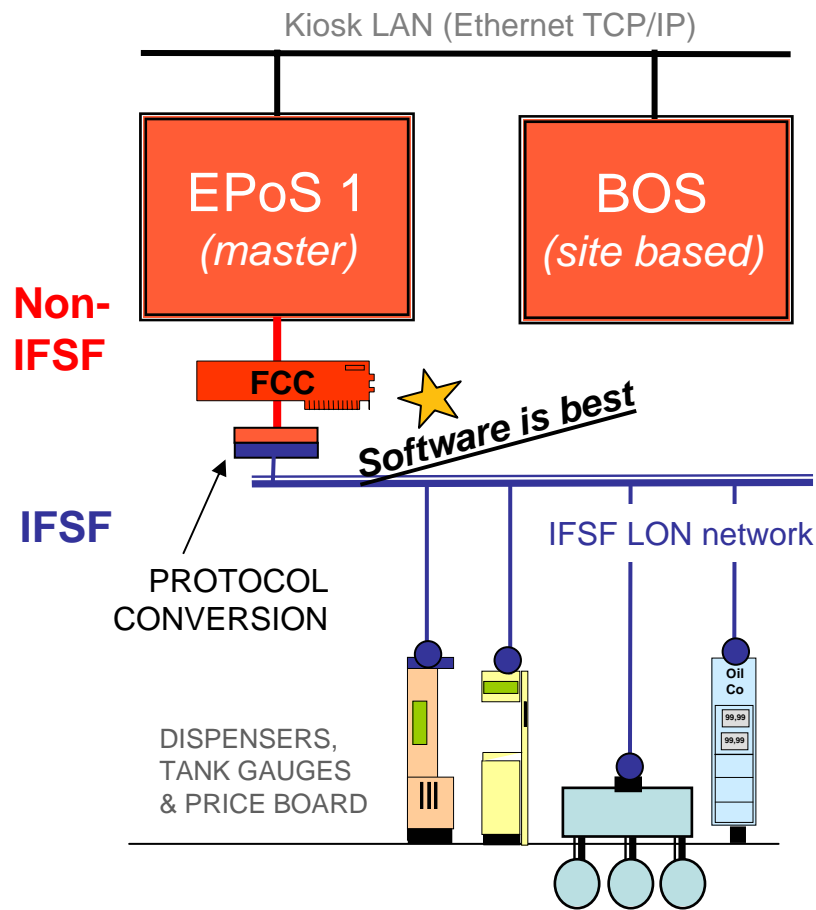 Kiosk LAN (Ethernet TCP/IP)
EPoS 1
(master)
BOS
(site based)
Non-
IFSF
FCC
Software is best
IFSF
IFSF LON network
PROTOCOL
CONVERSION
Oil
Co
99,99
99,99
DISPENSERS,
TANK GAUGES
& PRICE BOARD